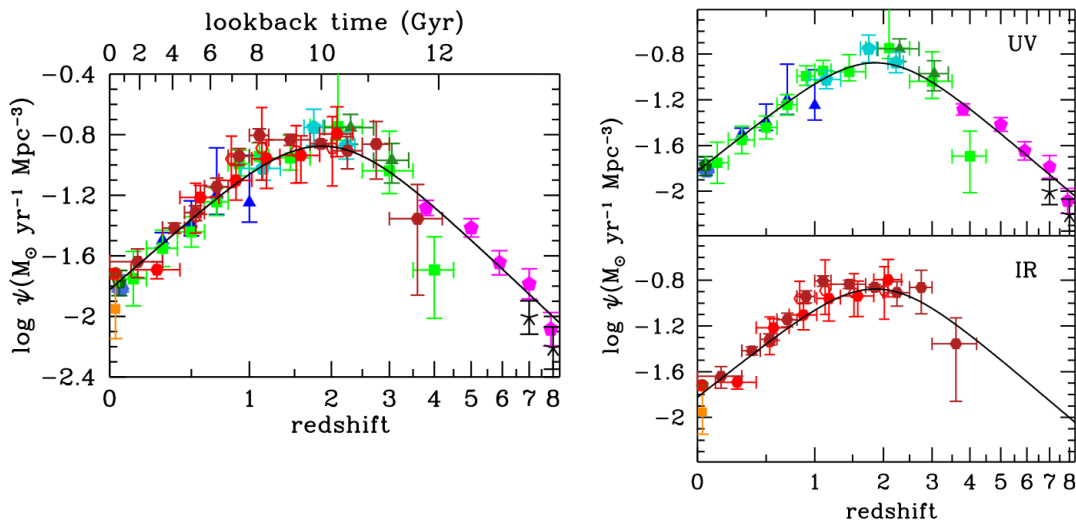 lookback time (Gyr)
0 2 4 6 8 10 12
log ψ(M⊙ yr⁻¹ Mpc⁻³)
−0.4
−0.8
−1.2
−1.6
−2
−2.4
0 1 2 3 4 5 6 7 8
redshift
log ψ(M⊙ yr⁻¹ Mpc⁻³)
UV
−0.8
−1.2
−1.6
−2
IR
−0.8
−1.2
−1.6
−2
0 1 2 3 4 5 6 7 8
redshift